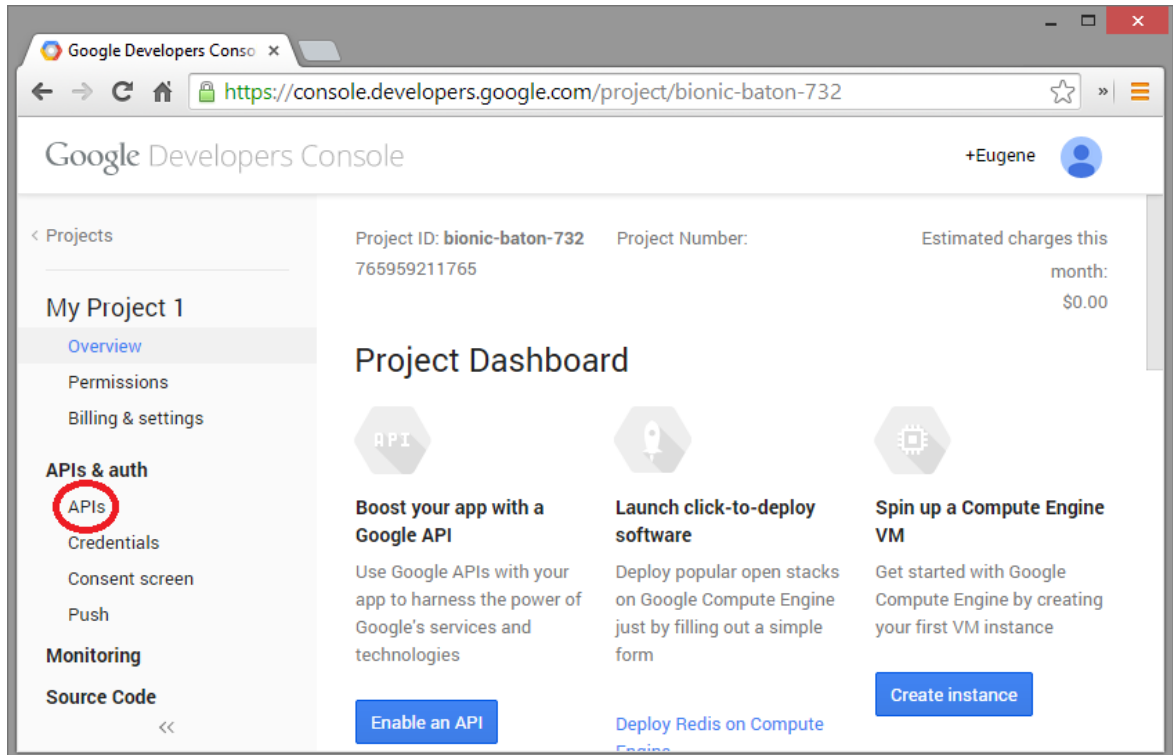 Google Developers Conso
https://console.developers.google.com/project/bionic-baton-732
Google Developers Console
+Eugene
Projects
My Project 1
Overview
Permissions
Billing & settings
APIs & auth
APIs
Credentials
Consent screen
Push
Monitoring
Source Code
Project ID: bionic-baton-732 Project Number:
765959211765
Estimated charges this
month:
$0.00
Project Dashboard
API
Boost your app with a
Google API
Use Google APIs with your
app to harness the power of
Google's services and
technologies
Enable an API
Launch click-to-deploy
software
Deploy popular open stacks
on Google Compute Engine
just by filling out a simple
form
Deploy Redis on Compute
Engine
Spin up a Compute Engine
VM
Get started with Google
Compute Engine by creating
your first VM instance
Create instance